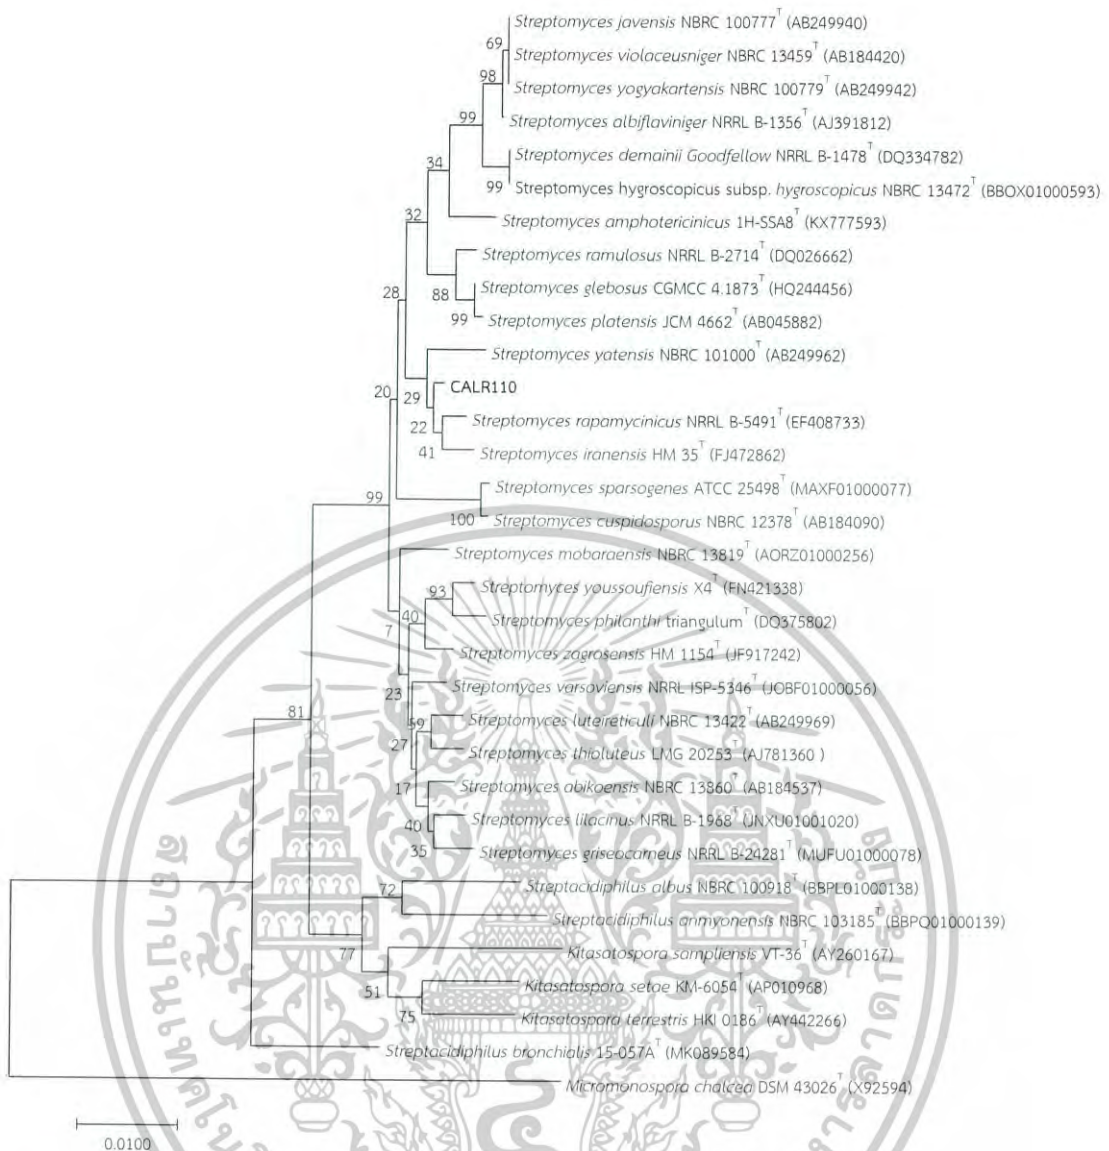 Streptomyces javensis NBRC 100777T (AB249940)
69
Streptomyces violaceusniger NBRC 13459T (AB184420)
98
Streptomyces yogyakartensis NBRC 100779T (AB249942)
99
Streptomyces albiflaviniger NRRL B-1356T (AJ391812)
Streptomyces demainii Goodfellow NRRL B-1478T (DQ334782)
34
99
Streptomyces hygroscopicus subsp. hygroscopicus NBRC 13472T (BBOX01000593)
32
Streptomyces amphotericinicus 1H-SSA8T (KX777593)
Streptomyces ramulosus NRRL B-2714T (DQ026662)
28
88
Streptomyces glebosus CGMCC 4.1873T (HQ244456)
99
Streptomyces platensis JCM 4662T (AB045882)
Streptomyces yatensis NBRC 101000T (AB249962)
20
29
CALR110
22
Streptomyces rapamycinicus NRRL B-5491T (EF408733)
41
Streptomyces iranensis HM 35T (FJ472862)
99
Streptomyces sparsogenes ATCC 25498T (MAXF01000077)
100
Streptomyces cuspidosporus NBRC 12378T (AB184090)
Streptomyces mobaraensis NBRC 13819T (AORZ01000256)
93
Streptomyces youssoufiensis X4T (FN421338)
40
Streptomyces philanthi triangulumT (DQ375802)
7
Streptomyces zagrosensis HM 1154T (JF917242)
23
Streptomyces varsoviensis NRRL ISP-5346T (JOBF01000056)
81
59
Streptomyces luteireticuli NBRC 13422T (AB249969)
27
Streptomyces thioluteus LMG 20253T (AJ781360 )
17
Streptomyces abikoensis NBRC 13860T (AB184537)
40
Streptomyces lilacinus NRRL B-1968T (JNXU01001020)
35
Streptomyces griseocarneus NRRL B-24281T (MUFU01000078)
72
Streptacidiphilus albus NBRC 100918T (BBPL01000138)
Streptacidiphilus anmyonensis NBRC 103185T (BBPQ01000139)
77
Kitasatospora sampliensis VT-36T (AY260167)
51
Kitasatospora setae KM-6054T (AP010968)
75
Kitasatospora terrestris HKI 0186T (AY442266)
Streptacidiphilus bronchialis 15-057AT (MK089584)
Micromonospora chalcea DSM 43026T (X92594)
0.0100